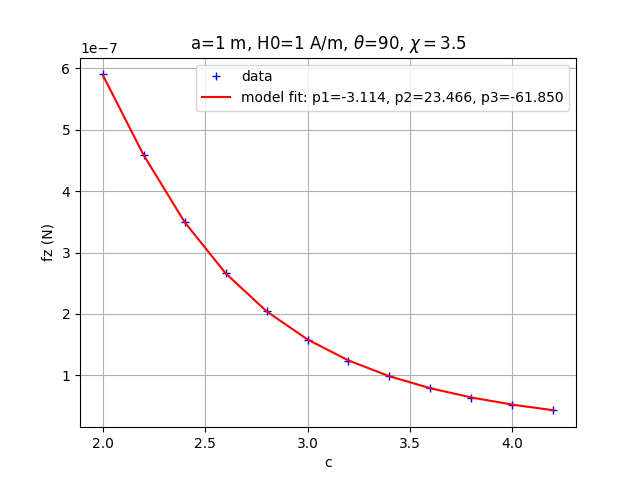 a=1 m, H0=1 A/m, θ=90, χ = 3.5
1e−7
data
model fit: p1=-3.114, p2=23.466, p3=-61.850
6
5
4
3
2
1
fz (N)
2.0 2.5 3.0 3.5 4.0
c